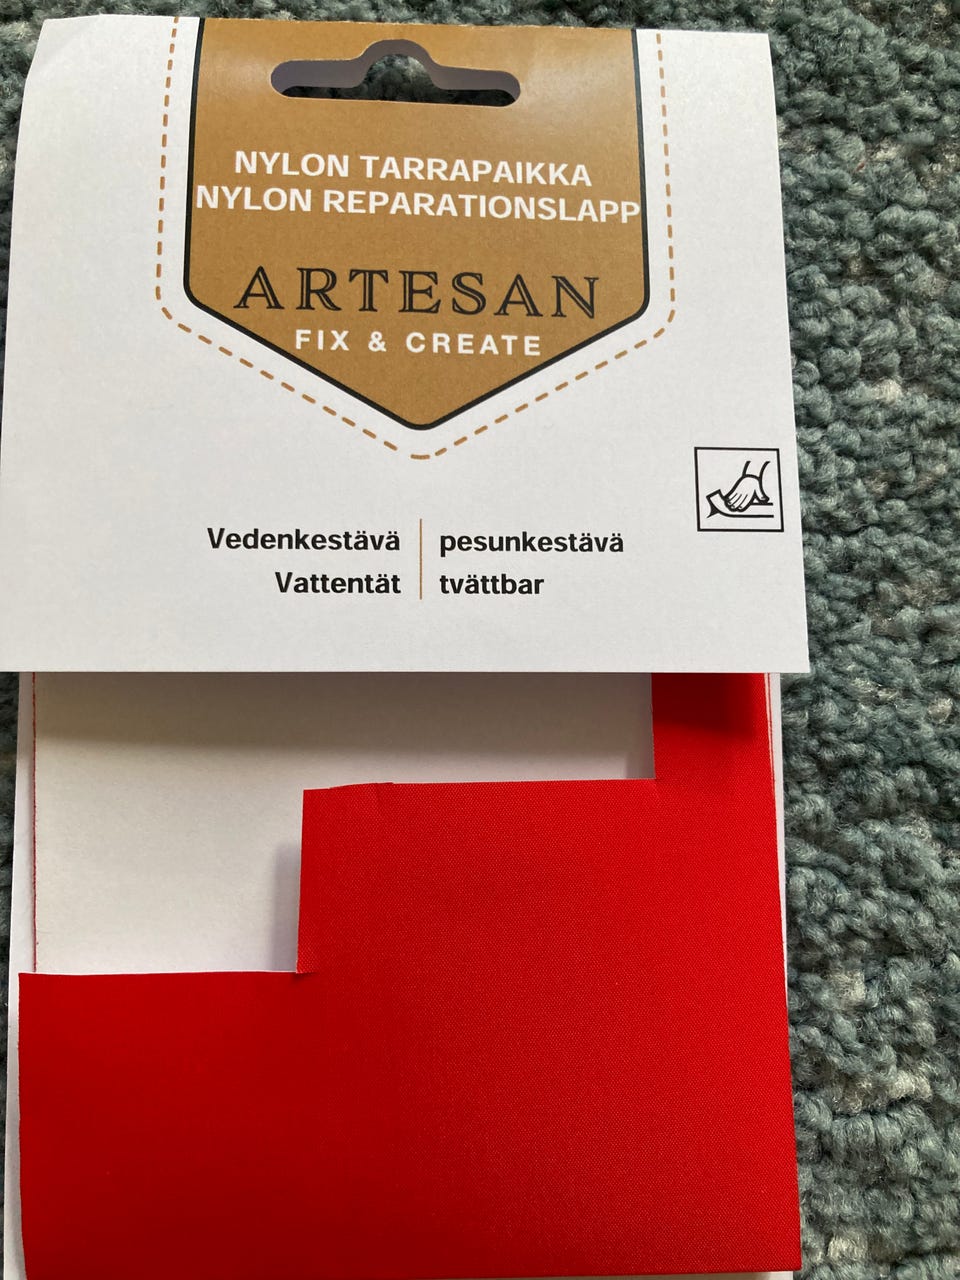 NYLON TARRAPAIKKA
NYLON REPARATIONSLAPP
ARTESAN
FIX & CREATE
Vedenkestävä | pesunkestävä
Vattentät | tvättbar